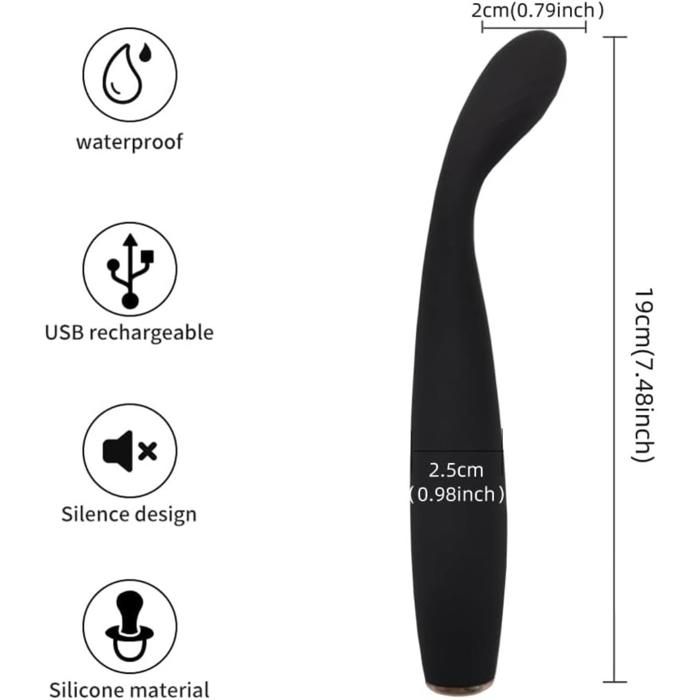 2cm(0.79inch)
waterproof
USB rechargeable
19cm(7.48inch)
2.5cm
(0.98inch)
Silence design
Silicone material